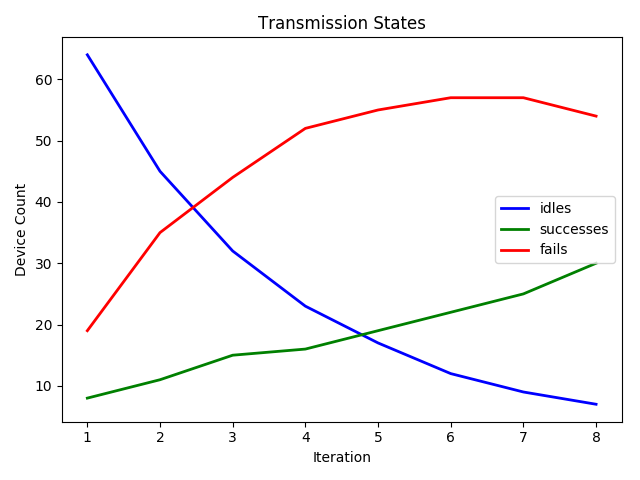 Transmission States
Device Count
60
50
40
30
20
10
idles
successes
fails
1 2 3 4 5 6 7 8
Iteration